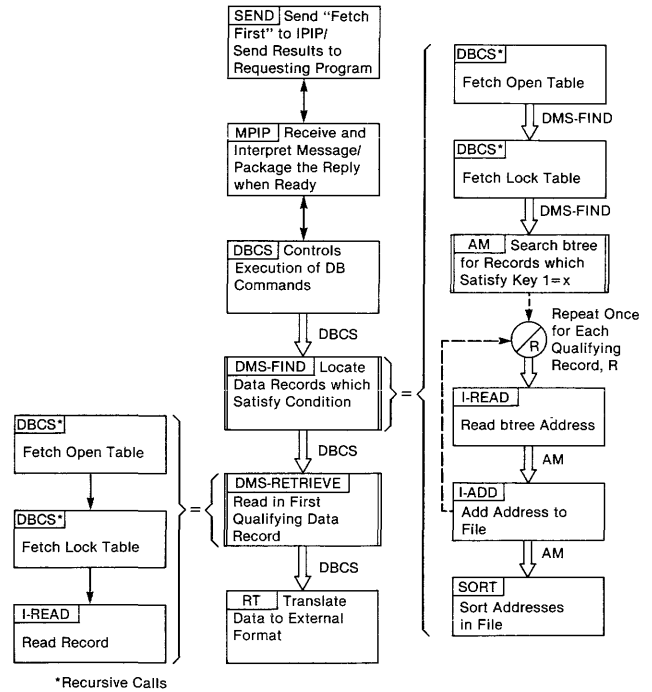 SEND Send "Fetch
First" to IPIP/
Send Results to
Requesting Program
MPIP Receive and
Interpret Message/
Package the Reply
when Ready
DBCS Controls
Execution of DB
Commands
DBCS
DMS-FIND Locate
Data Records which
Satisfy Condition
=
DBCS
DMS-RETRIEVE
Read in First
Qualifying Data
Record
=
DBCS
RT Translate
Data to External
Format
DBCS*
Fetch Open Table
DBCS*
Fetch Lock Table
I-READ
Read Record
*Recursive Calls
DBCS*
Fetch Open Table
DMS-FIND
DBCS*
Fetch Lock Table
DMS-FIND
AM Search btree
for Records which
Satisfy Key 1=x
R
Repeat Once
for Each
Qualifying
Record, R
I-READ
Read btree Address
AM
I-ADD
Add Address to
File
AM
SORT
Sort Addresses
in File